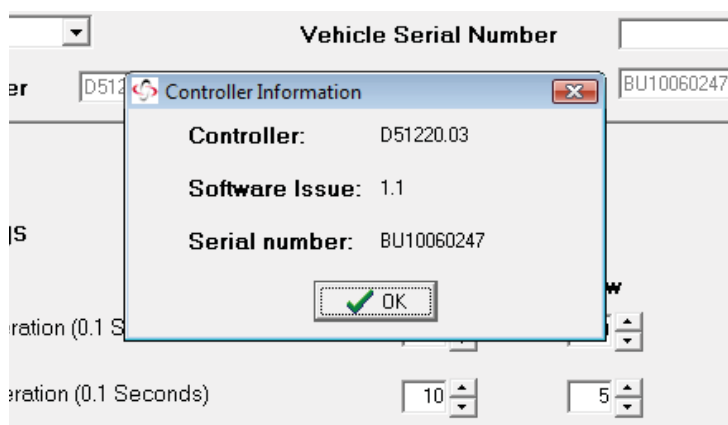 Vehicle Serial Number
er D512 BU10060247
Controller Information
Controller: D51220.03
Software Issue: 1.1
Serial number: BU10060247
gs
OK
w
eration (0.1 S
eration (0.1 Seconds) 10 5